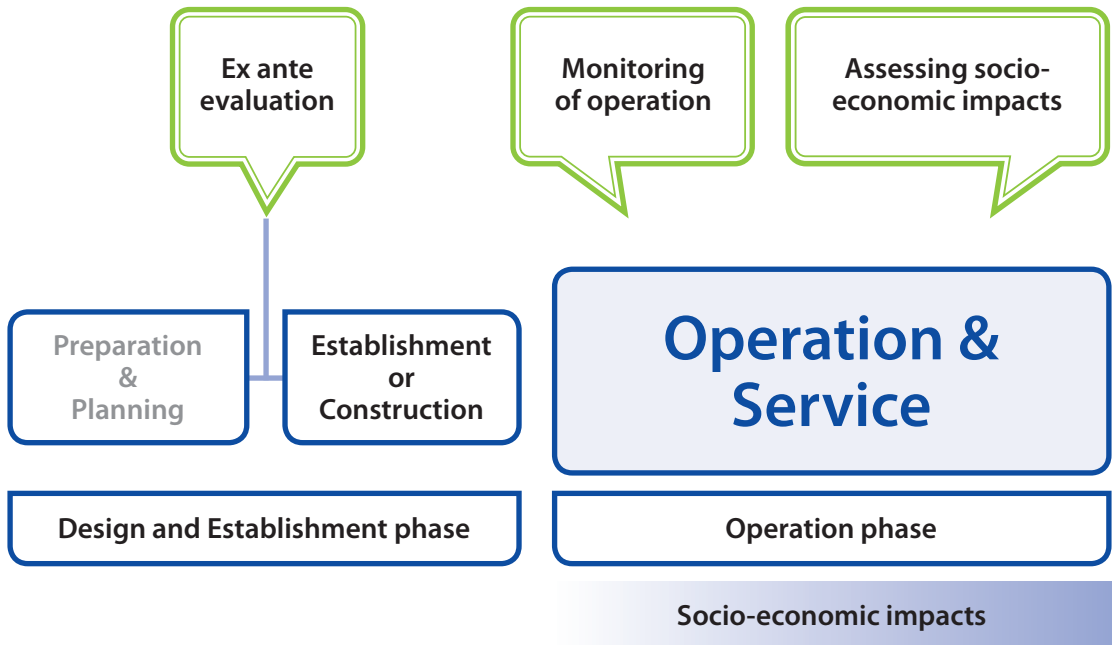 Ex ante
evaluation
Monitoring
of operation
Assessing socio-
economic impacts
Preparation
&
Planning
Establishment
or
Construction
Operation &
Service
Design and Establishment phase
Operation phase
Socio-economic impacts